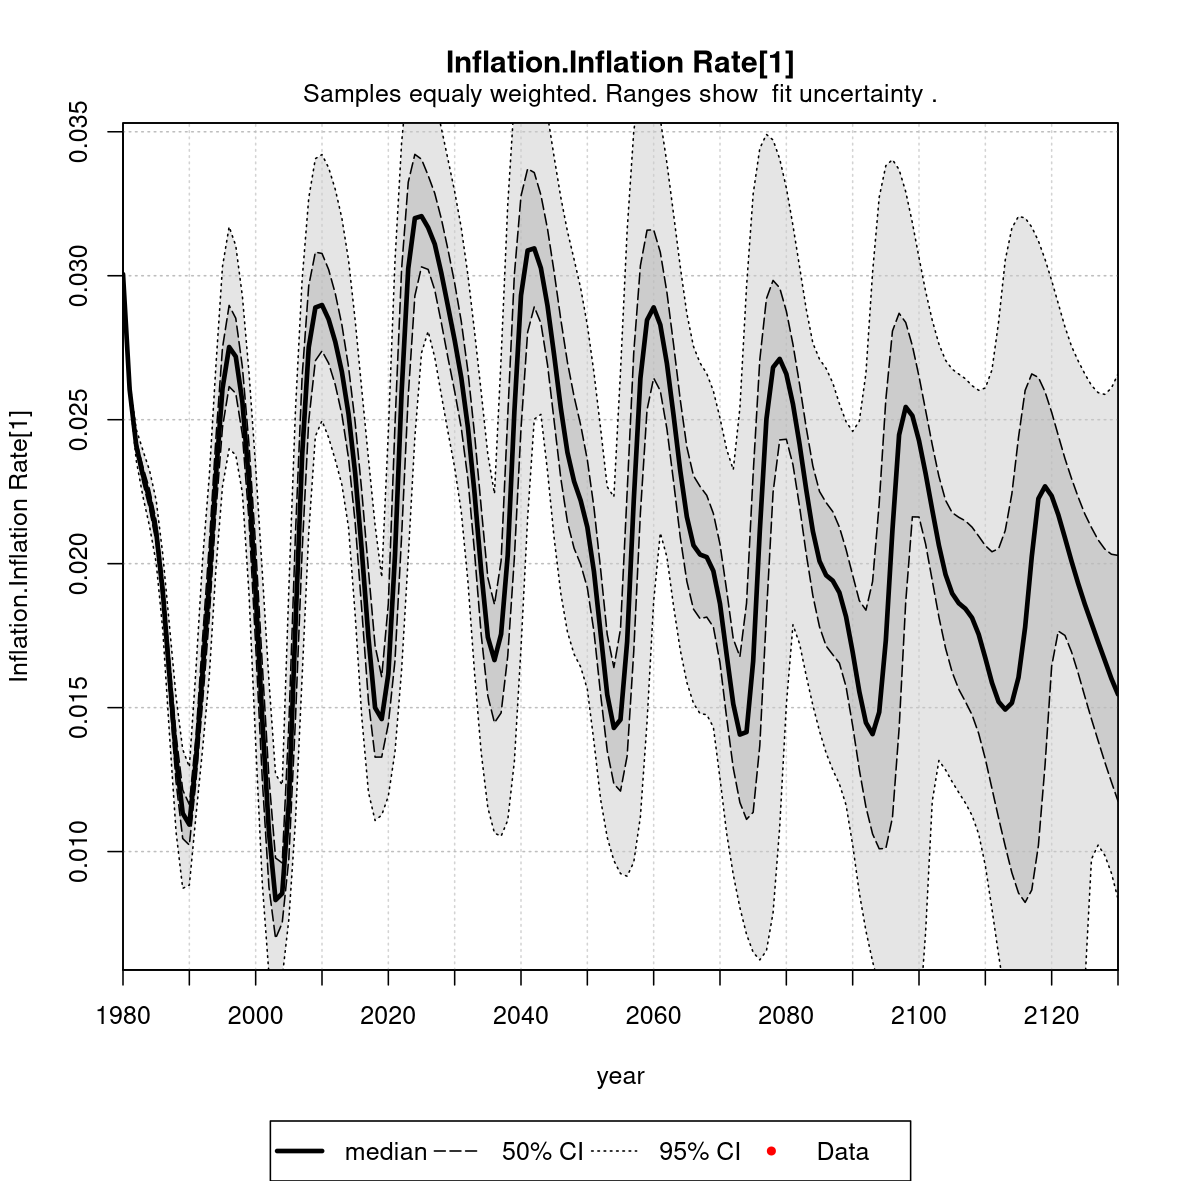 Inflation.Inflation Rate[1]
Samples equaly weighted. Ranges show  fit uncertainty .
Inflation.Inflation Rate[1]
0.035
0.030
0.025
0.020
0.015
0.010
1980 2000 2020 2040 2060 2080 2100 2120
year
median 50% CI 95% CI Data